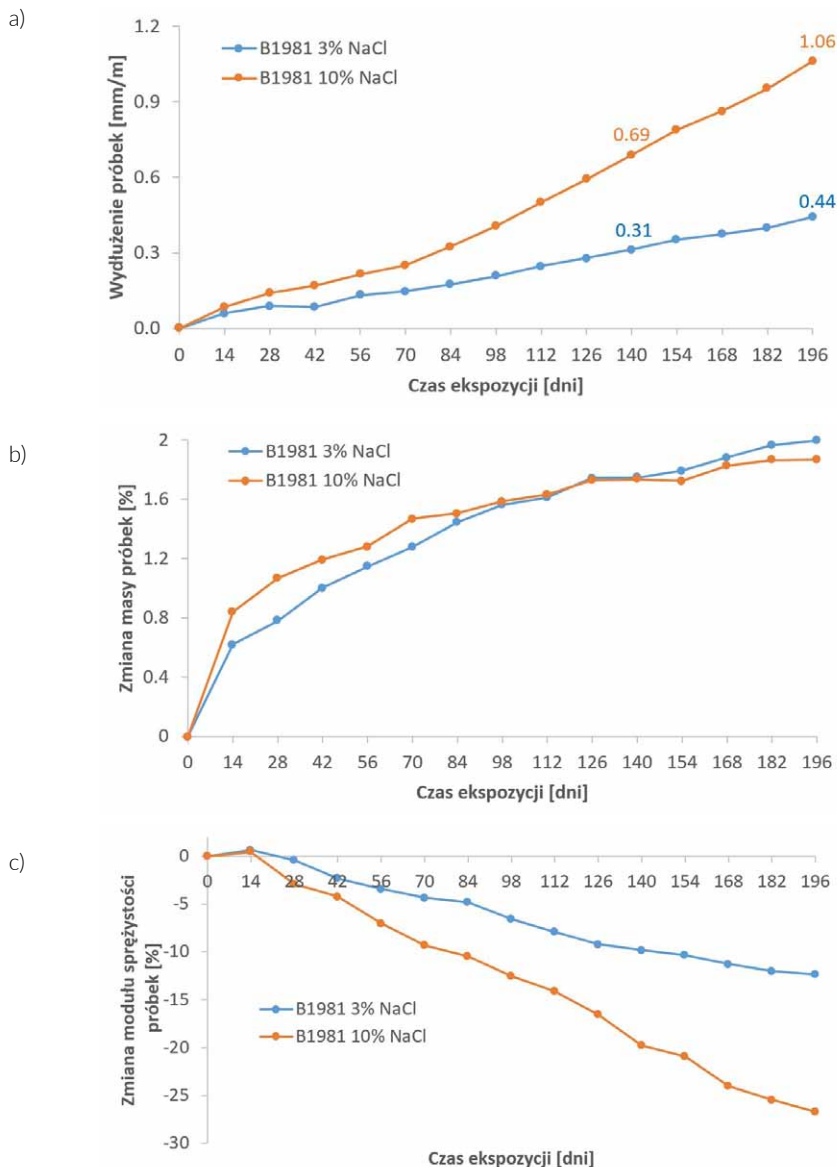 a)
Wydłużenie próbek [mm/m]
1.2
0.9
0.6
0.3
0.0
B1981 3% NaCl
B1981 10% NaCl
1.06
0.69
0.44
0.31
0 14 28 42 56 70 84 98 112 126 140 154 168 182 196
Czas ekspozycji [dni]
b)
Zmiana masy próbek [%]
2
1.6
1.2
0.8
0.4
0
B1981 3% NaCl
B1981 10% NaCl
0 14 28 42 56 70 84 98 112 126 140 154 168 182 196
Czas ekspozycji [dni]
c)
Zmiana modułu sprężystości
próbek [%]
0
-5
-10
-15
-20
-25
-30
0 14 28 42 56 70 84 98 112 126 140 154 168 182 196
B1981 3% NaCl
B1981 10% NaCl
Czas ekspozycji [dni]